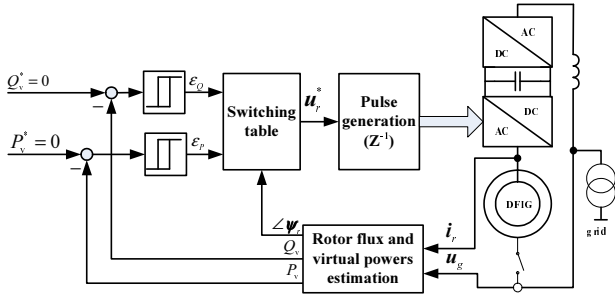 AC
DC
Q*v = 0
εQ
Switching
table
u*r
Pulse
generation
(Z-1)
DC
AC
P*v = 0
εP
−
−
DFIG
grid
∠ψr
Qv
Pv
Rotor flux and
virtual powers
estimation
ir
ug